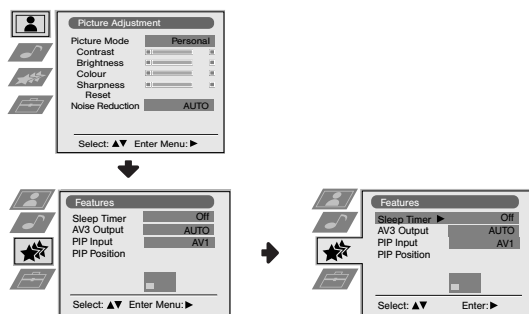 Picture Adjustment
Picture Mode Personal
Contrast
Brightness
Colour
Sharpness
Reset
Noise Reduction AUTO
Select: ▲▼ Enter Menu: ▶
Features
Sleep Timer Off
AV3 Output AUTO
PIP Input AV1
PIP Position
Select: ▲▼ Enter Menu: ▶
Features
Sleep Timer ▶ Off
AV3 Output AUTO
PIP Input AV1
PIP Position
Select: ▲▼ Enter: ▶